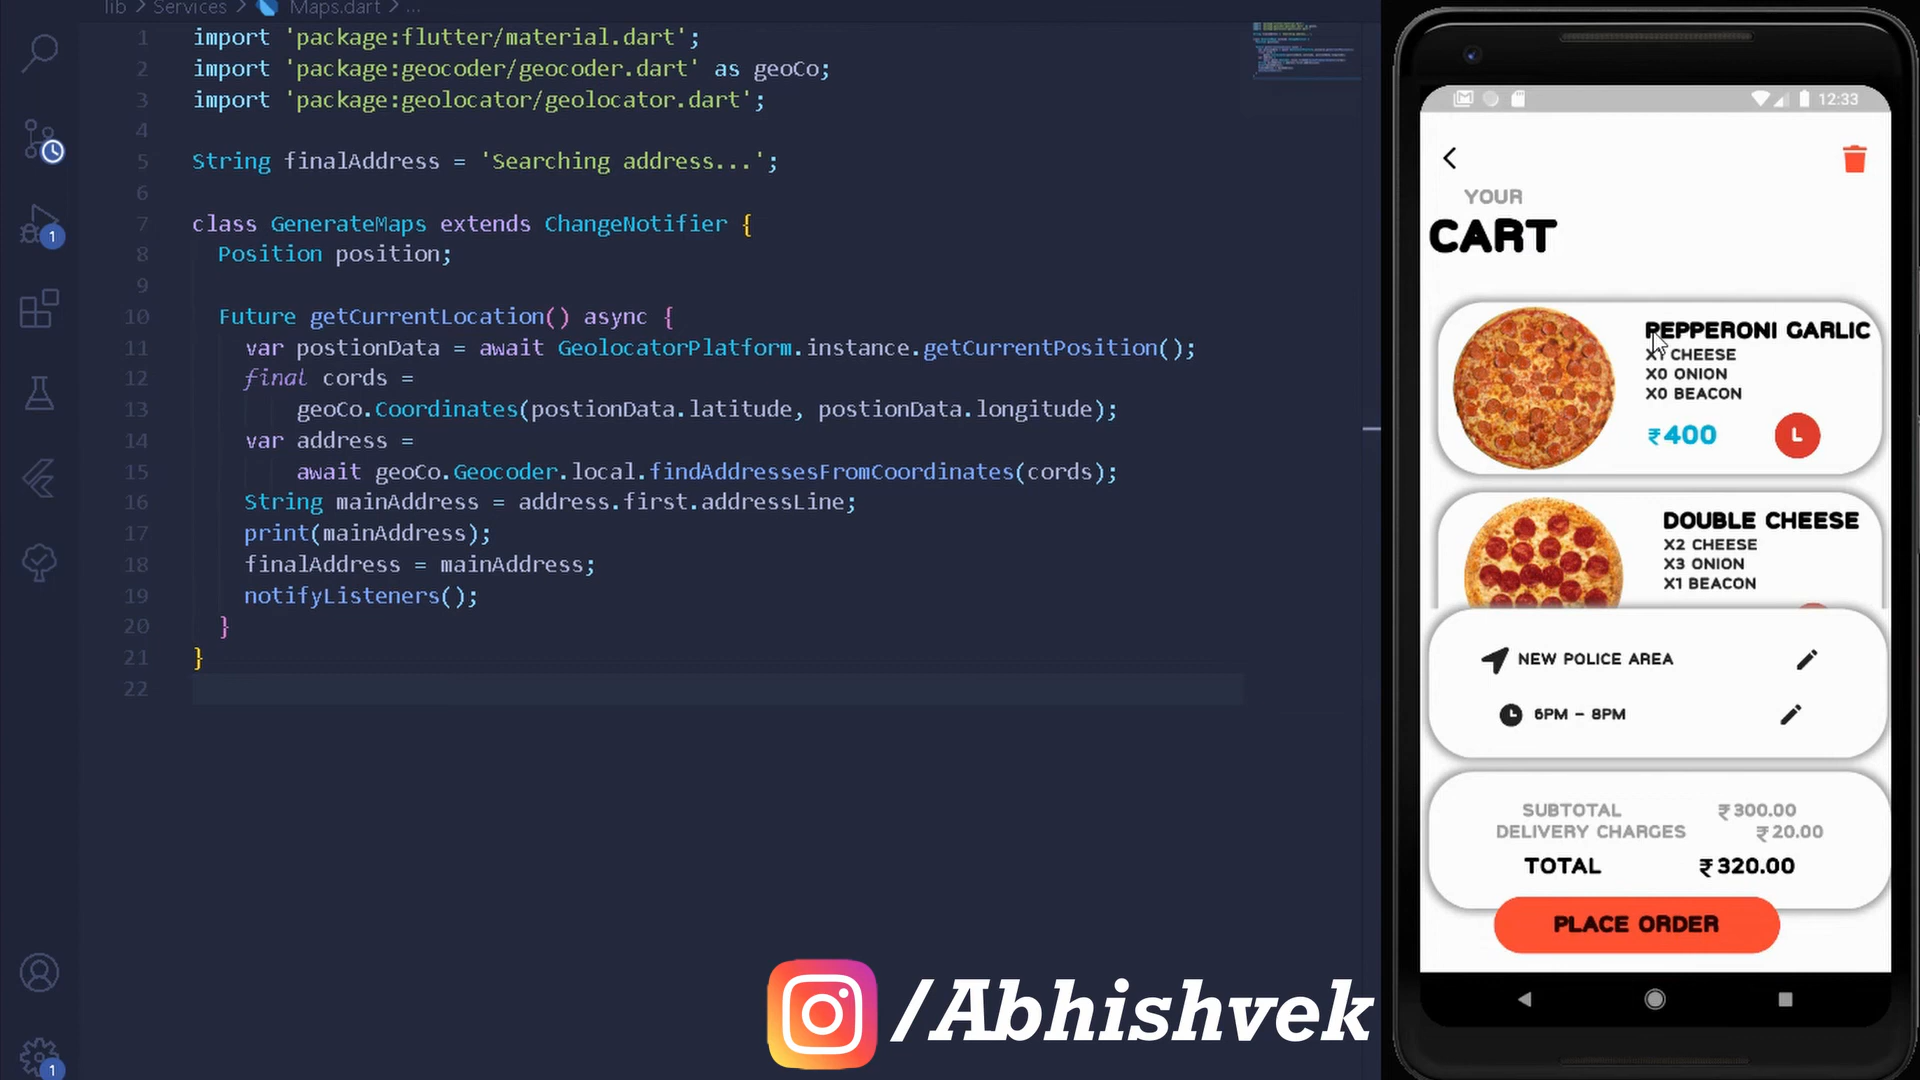 lib > Services > Maps.dart > ...
1 import 'package:flutter/material.dart';
2 import 'package:geocoder/geocoder.dart' as geoCo;
3 import 'package:geolocator/geolocator.dart';
4
5 String finalAddress = 'Searching address...';
6
7 class GenerateMaps extends ChangeNotifier {
8 Position position;
9
10 Future getCurrentLocation() async {
11 var postionData = await GeolocatorPlatform.instance.getCurrentPosition();
12 final cords =
13 geoCo.Coordinates(postionData.latitude, postionData.longitude);
14 var address =
15 await geoCo.Geocoder.local.findAddressesFromCoordinates(cords);
16 String mainAddress = address.first.addressLine;
17 print(mainAddress);
18 finalAddress = mainAddress;
19 notifyListeners();
20 }
21 }
22
1
1
/Abhishvek
12:33
YOUR
CART
PEPPERONI GARLIC
X1 CHEESE
X0 ONION
X0 BEACON
₹400
L
DOUBLE CHEESE
X2 CHEESE
X3 ONION
X1 BEACON
NEW POLICE AREA
6PM - 8PM
SUBTOTAL ₹300.00
DELIVERY CHARGES ₹20.00
TOTAL ₹320.00
PLACE ORDER